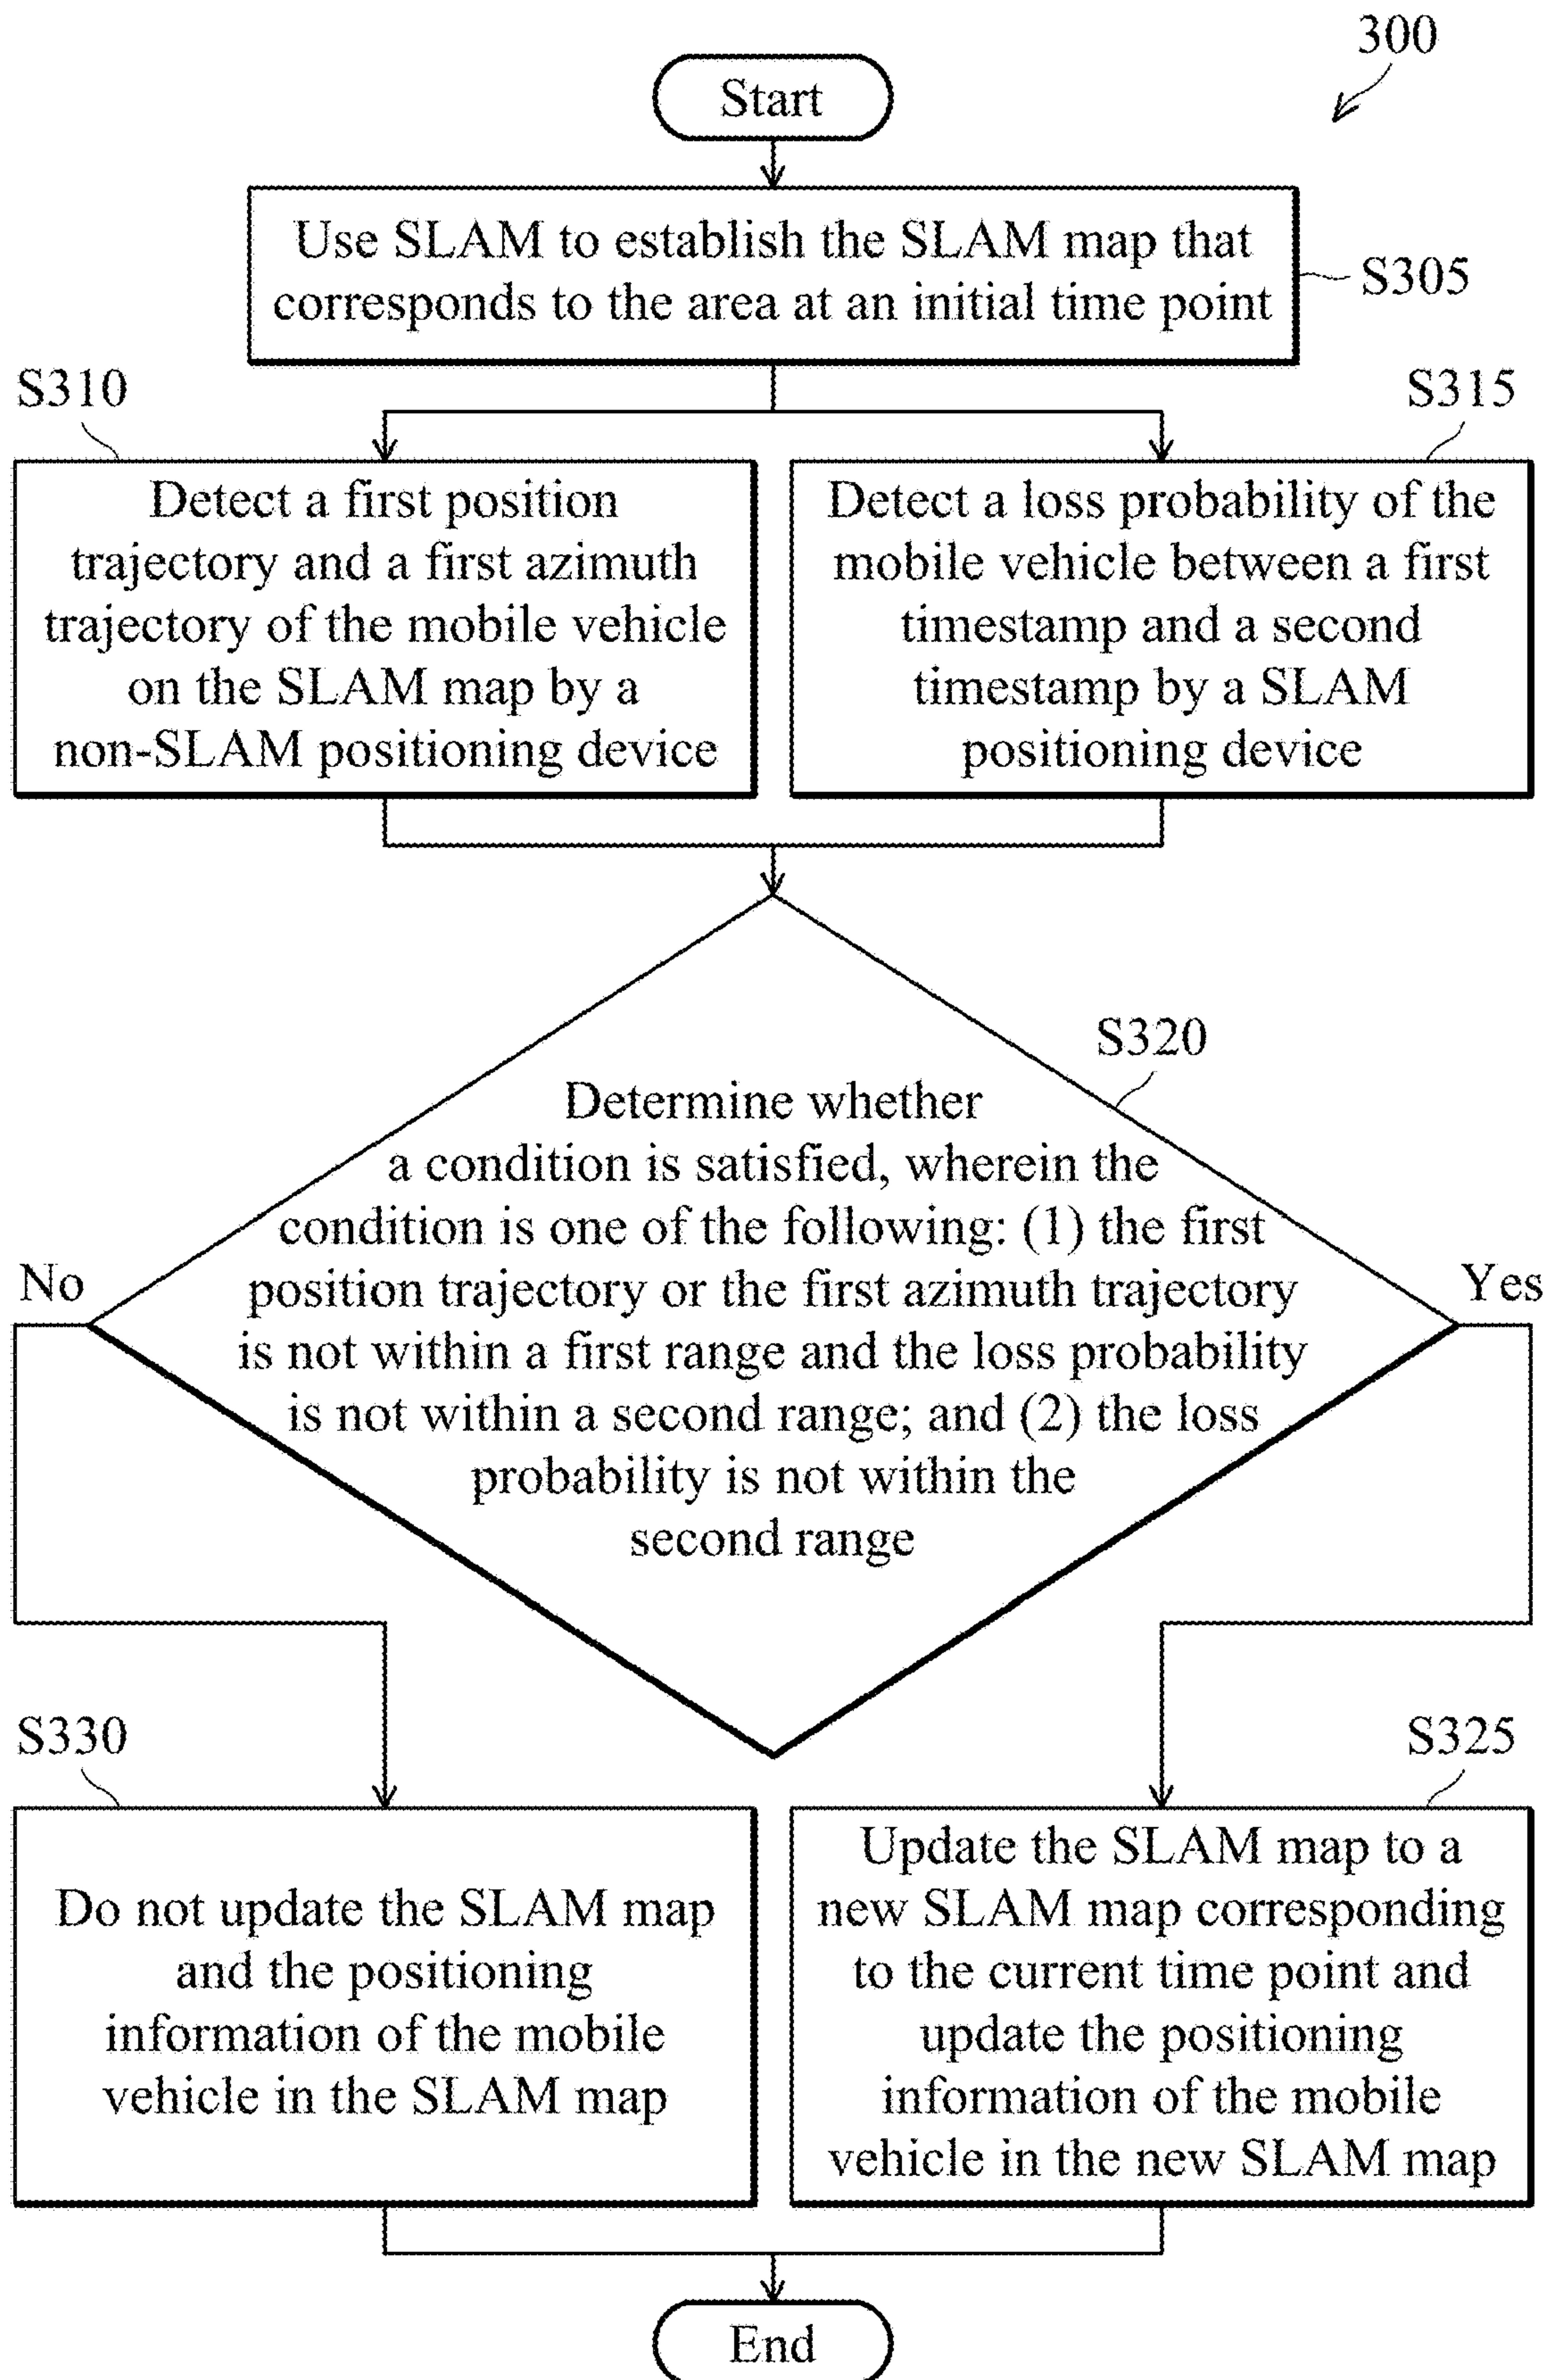 300
Start
Use SLAM to establish the SLAM map that
corresponds to the area at an initial time point
S305
S310
Detect a first position
trajectory and a first azimuth
trajectory of the mobile vehicle
on the SLAM map by a
non-SLAM positioning device
S315
Detect a loss probability of the
mobile vehicle between a first
timestamp and a second
timestamp by a SLAM
positioning device
S320
Determine whether
a condition is satisfied, wherein the
condition is one of the following: (1) the first
position trajectory or the first azimuth trajectory
is not within a first range and the loss probability
is not within a second range; and (2) the loss
probability is not within the
second range
No
Yes
S330
Do not update the SLAM map
and the positioning
information of the mobile
vehicle in the SLAM map
S325
Update the SLAM map to a
new SLAM map corresponding
to the current time point and
update the positioning
information of the mobile
vehicle in the new SLAM map
End